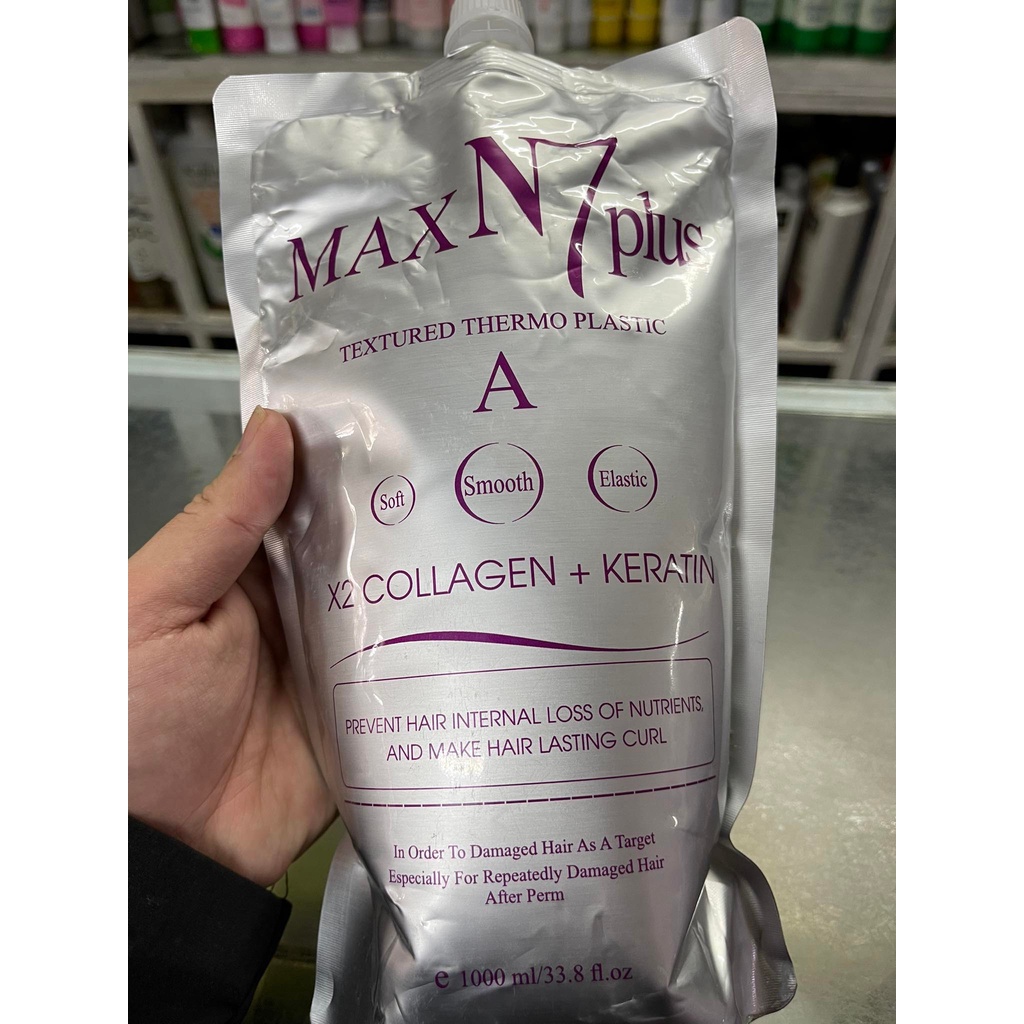 MAX N7 plus
TEXTURED THERMO PLASTIC
A
Soft
Smooth
Elastic
X2 COLLAGEN + KERATIN
PREVENT HAIR INTERNAL LOSS OF NUTRIENTS,
AND MAKE HAIR LASTING CURL
In Order To Damaged Hair As A Target
Especially For Repeatedly Damaged Hair
After Perm
e 1000 ml/33.8 fl.oz